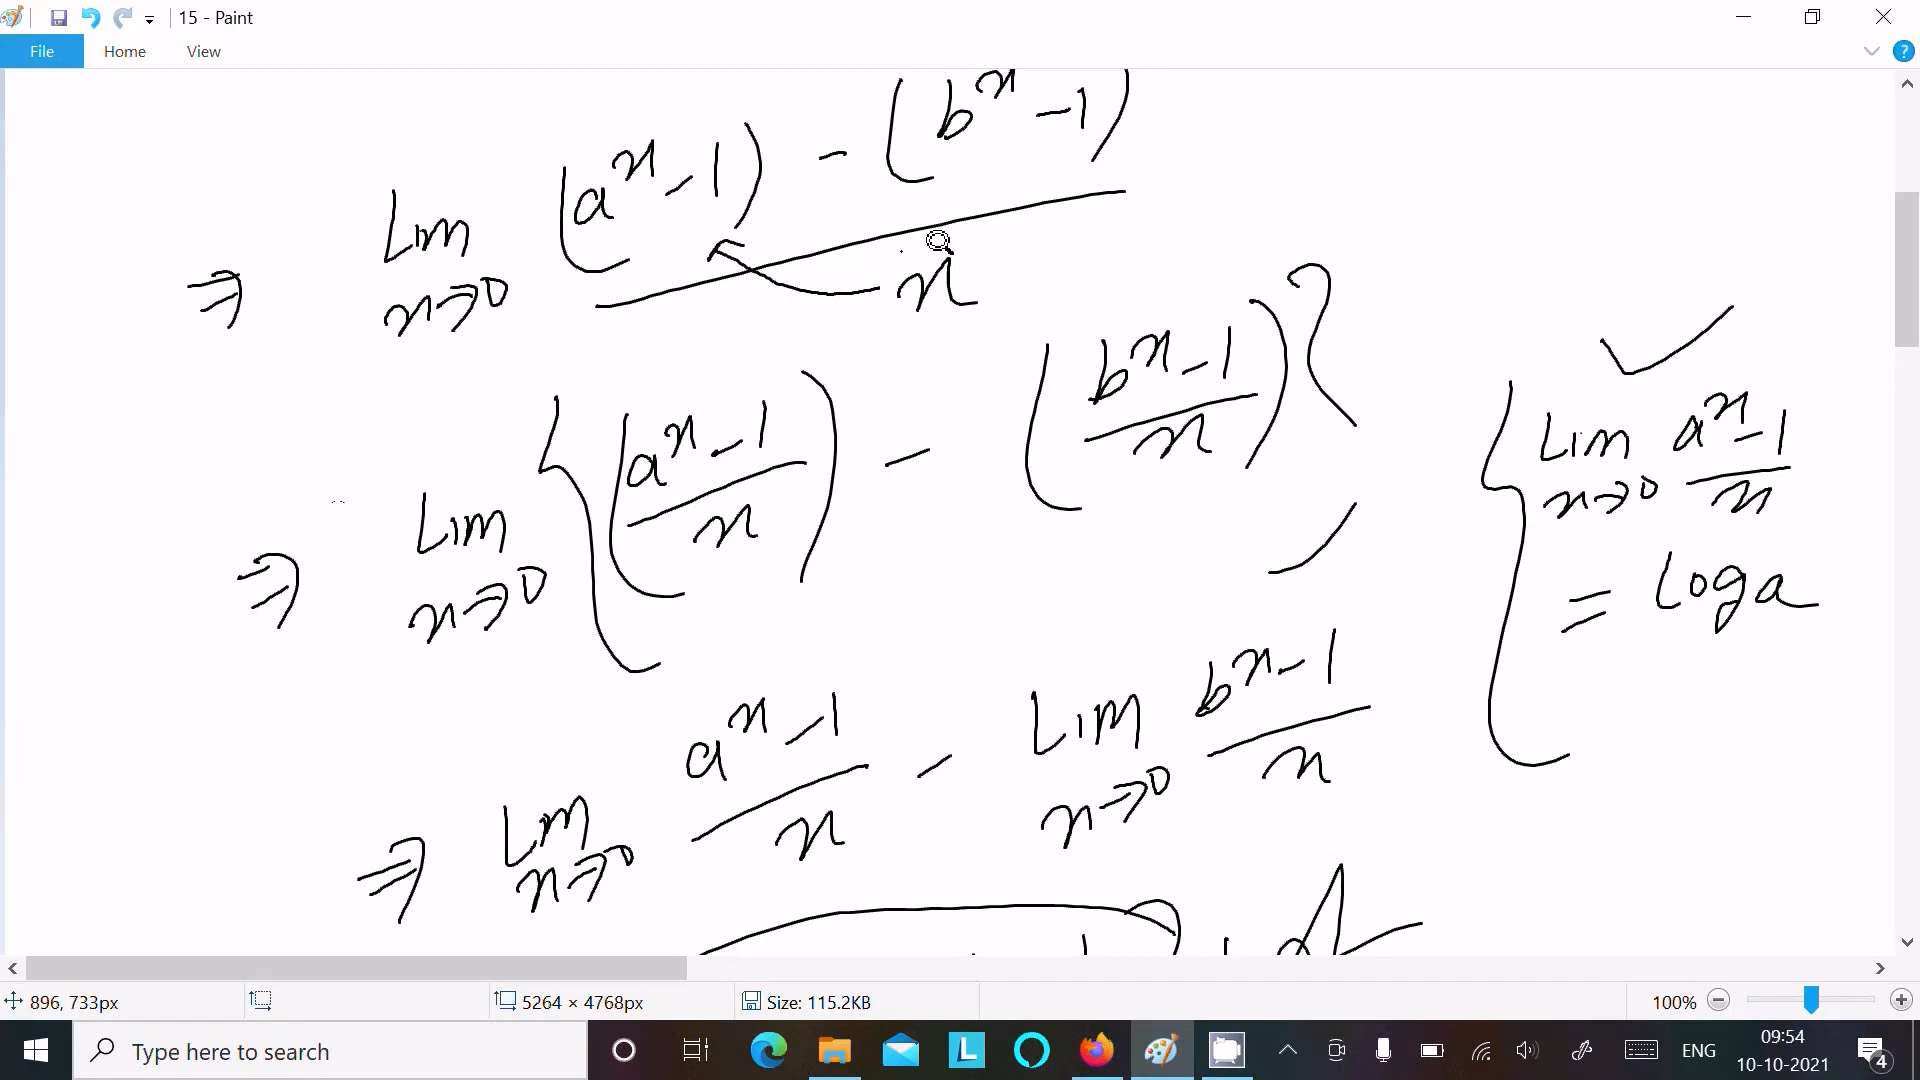 15 - Paint
File Home View
⇒ Lim x→0 (a^x - 1) - (b^x - 1) / x
⇒ Lim x→0 { (a^x - 1 / x) - (b^x - 1 / x) }
{ Lim x→0 a^x - 1 / x
= Log a
⇒ Lim x→0 a^x - 1 / x - Lim x→0 b^x - 1 / x
896, 733px 5264 × 4768px Size: 115.2KB 100%
Type here to search
ENG 09:54
10-10-2021
4